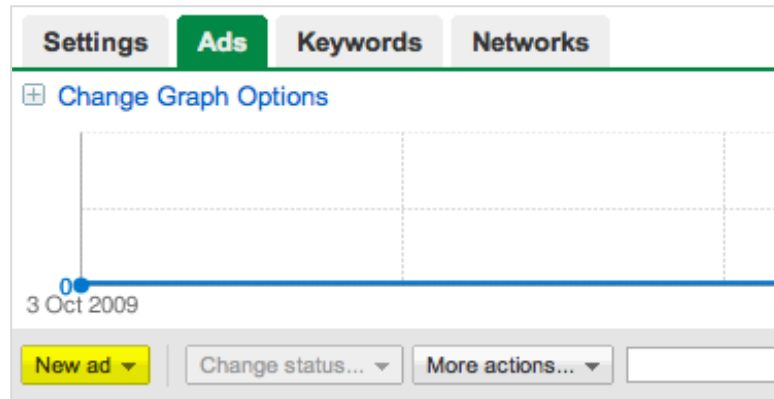 Settings Ads Keywords Networks
Change Graph Options
0
3 Oct 2009
New ad Change status... More actions...